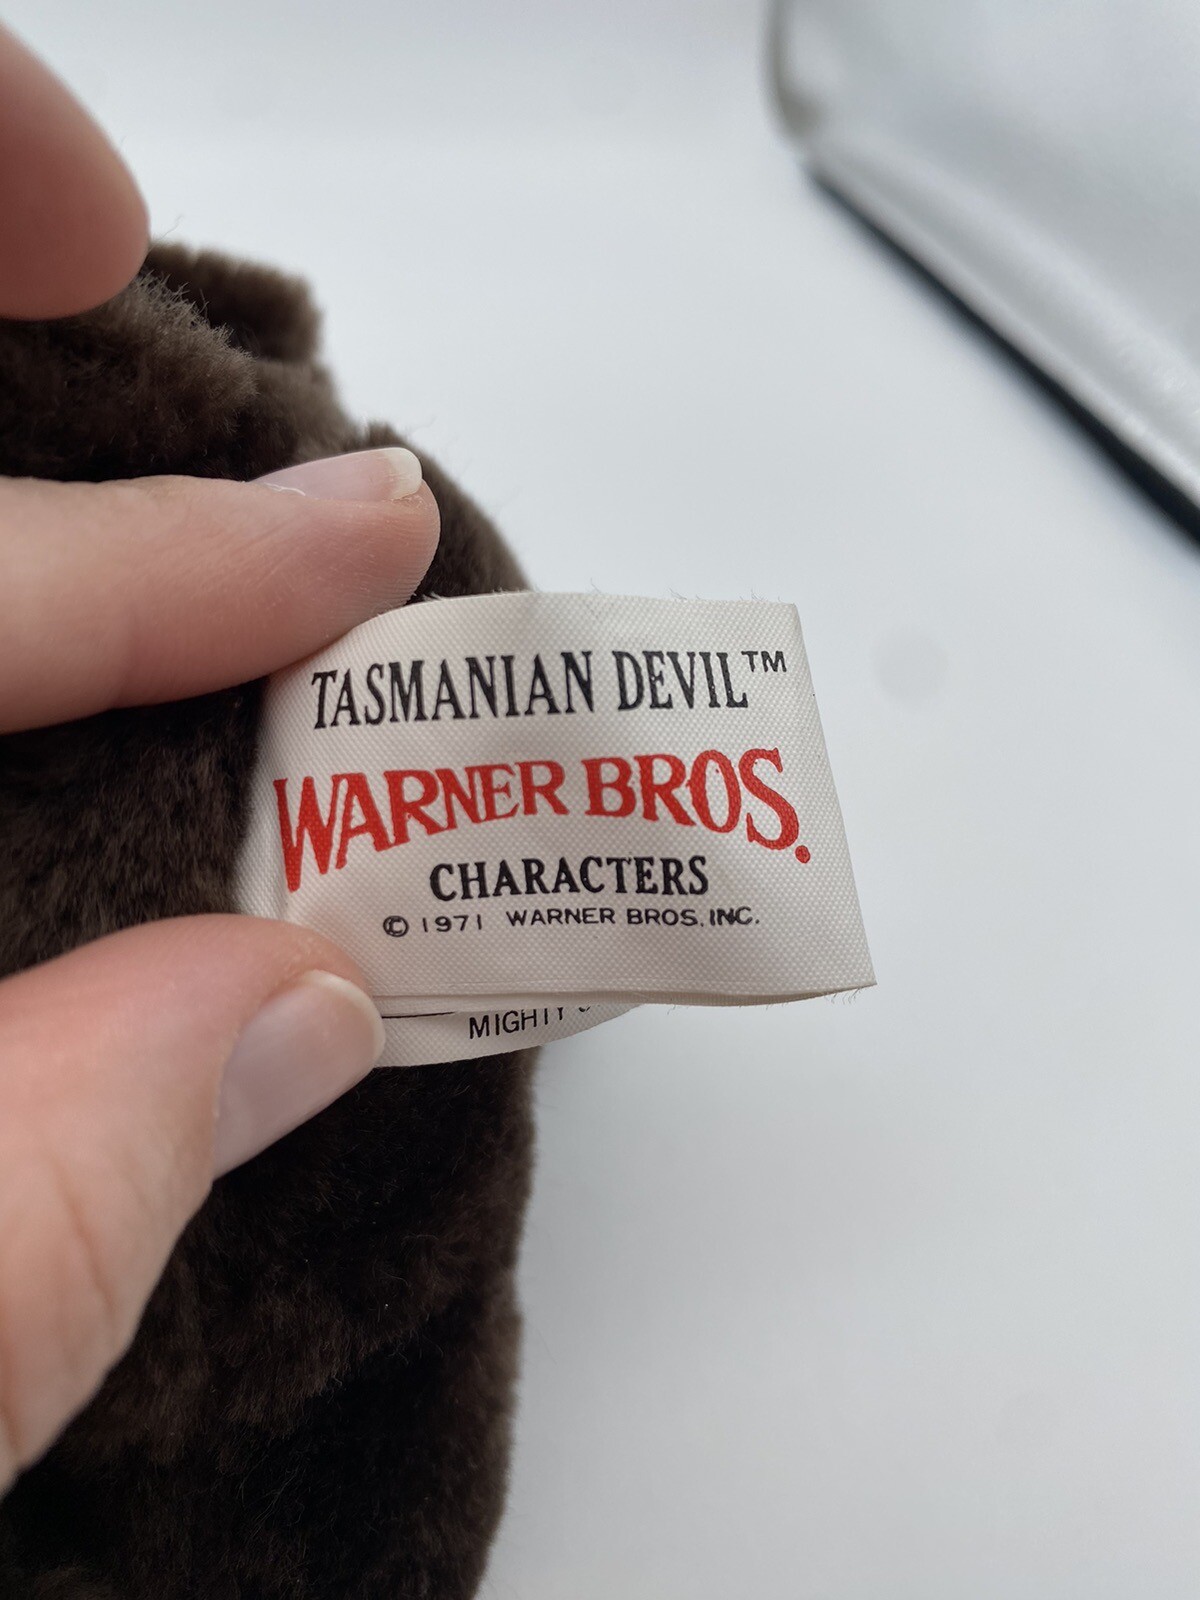 TASMANIAN DEVIL™
WARNER BROS.
CHARACTERS
© 1971 WARNER BROS. INC.
MIGHTY